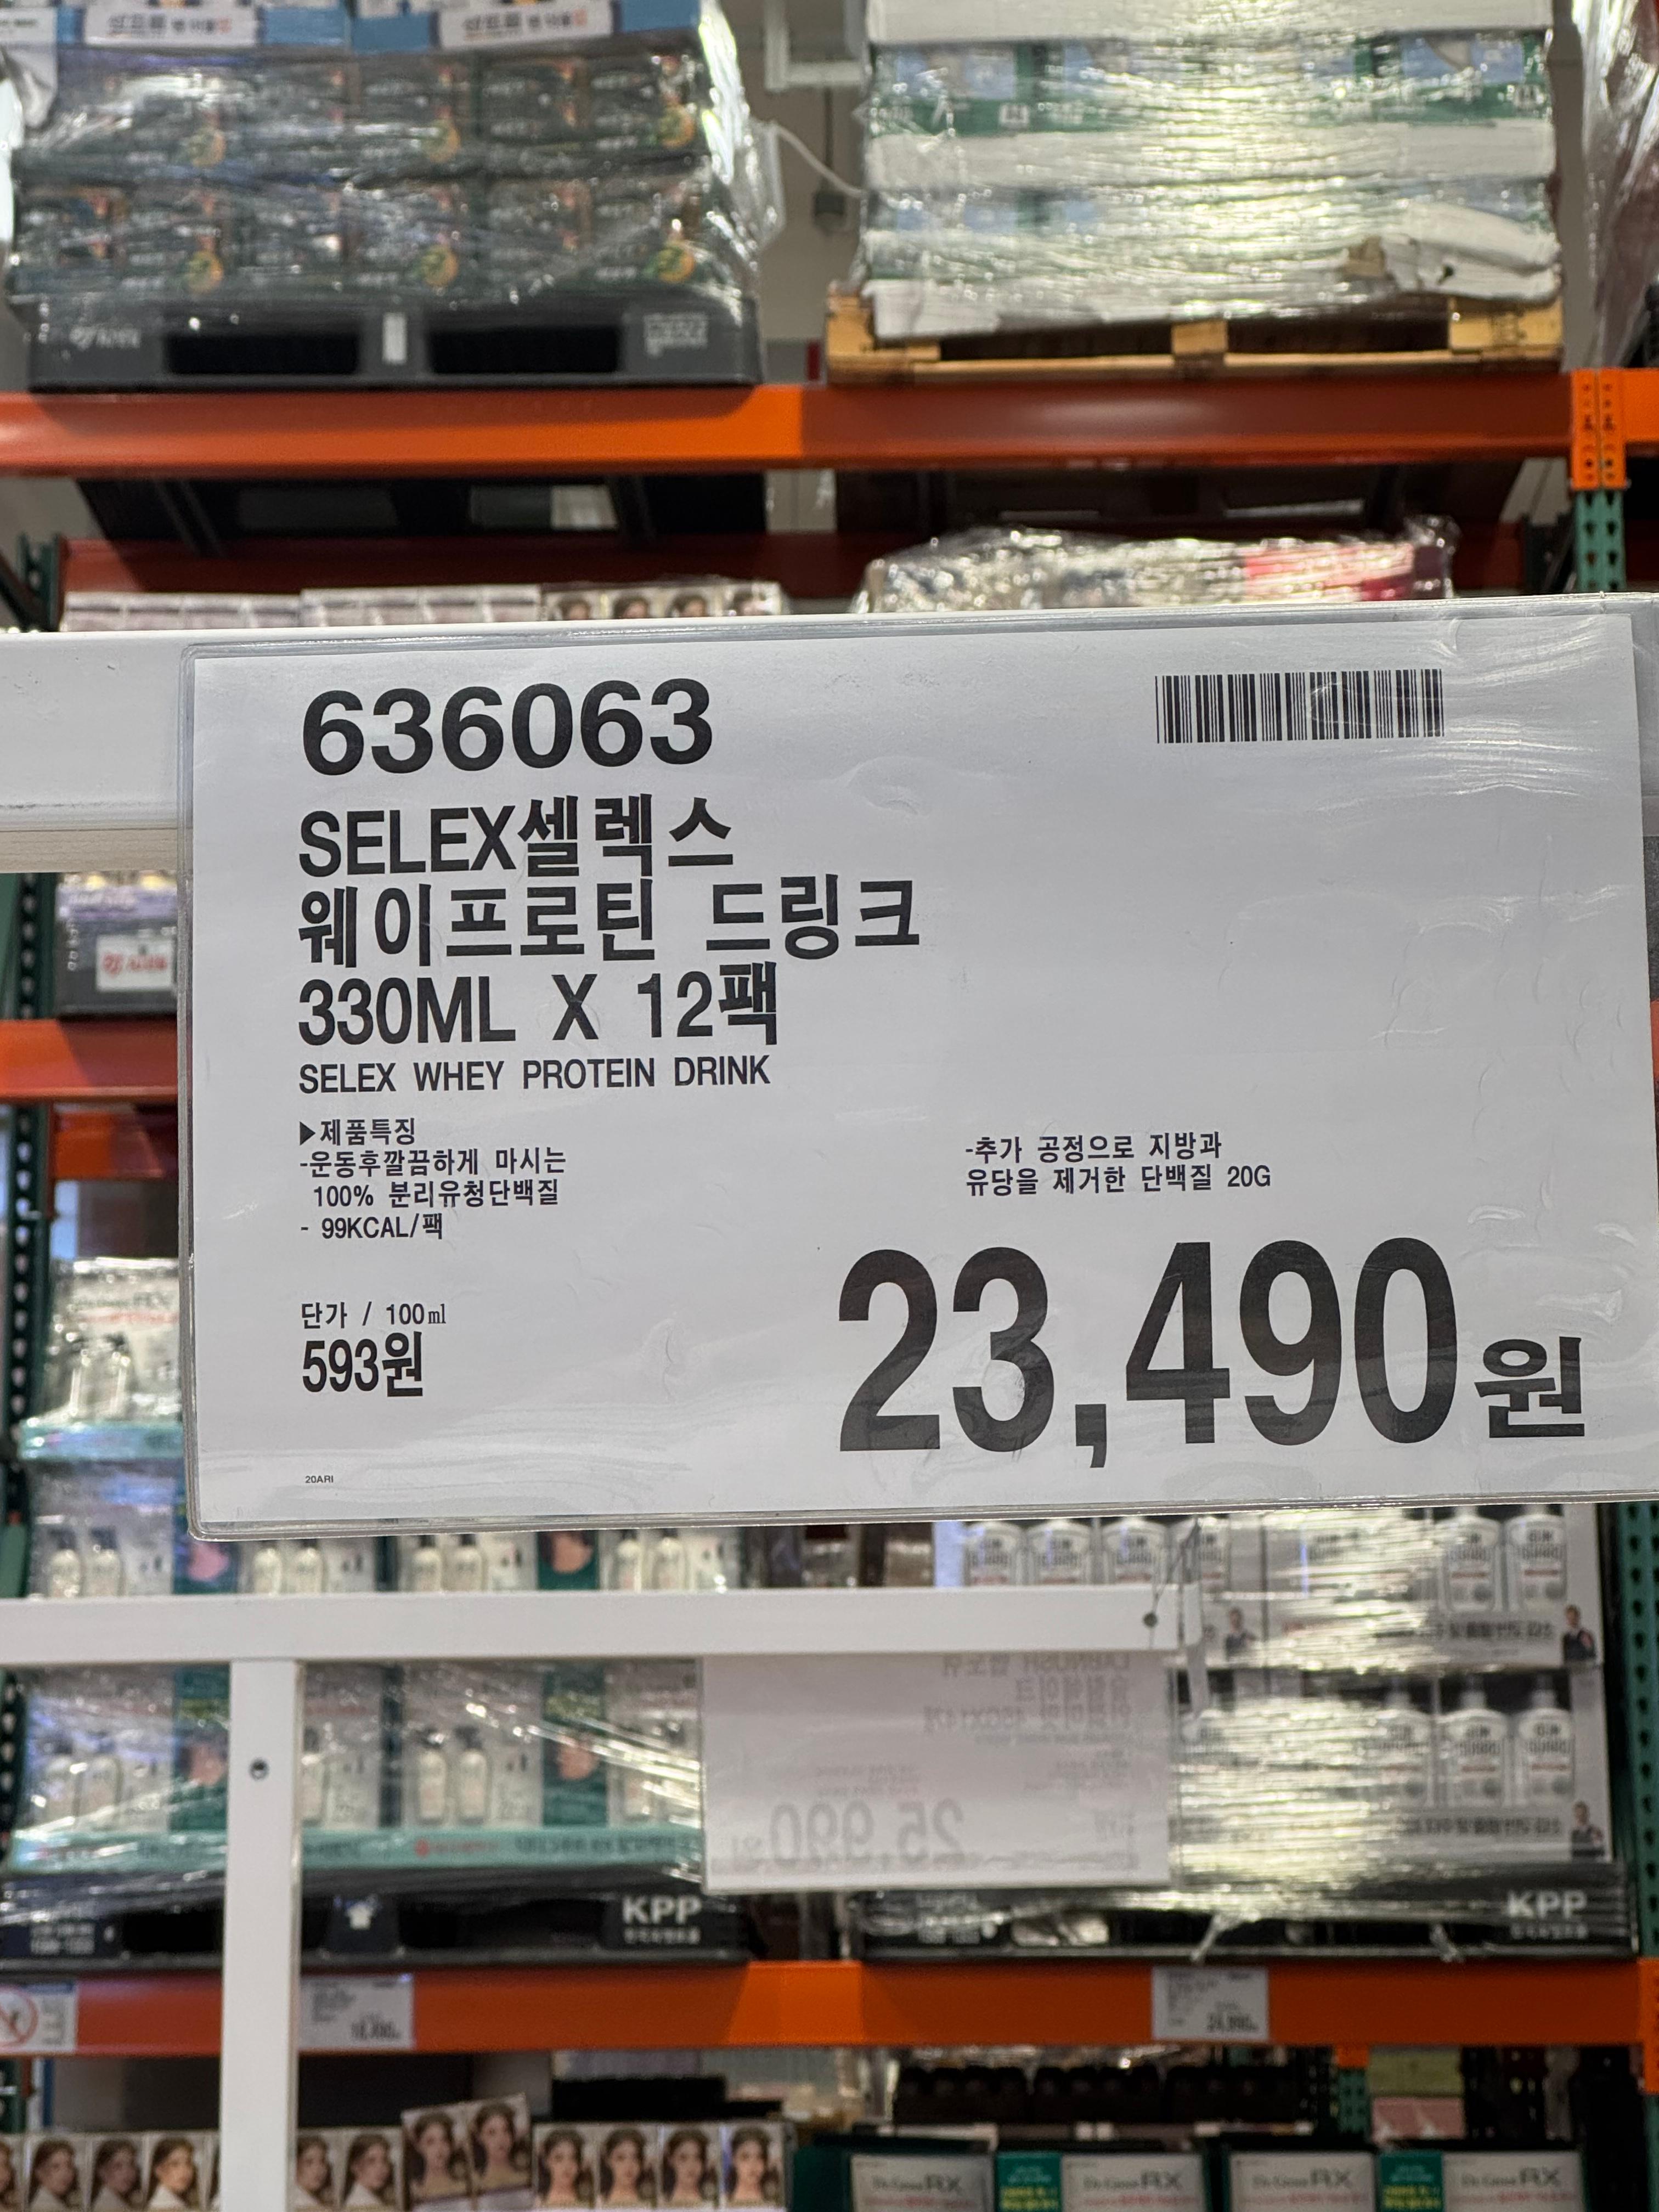 636063
SELEX셀렉스
웨이프로틴 드링크
330ML X 12팩
SELEX WHEY PROTEIN DRINK
▶제품특징
-운동후깔끔하게 마시는
100% 분리유청단백질
- 99KCAL/팩
-추가 공정으로 지방과
유당을 제거한 단백질 20G
단가 / 100㎖
593원
23,490원
20ARI
25,990
KPP
KPP